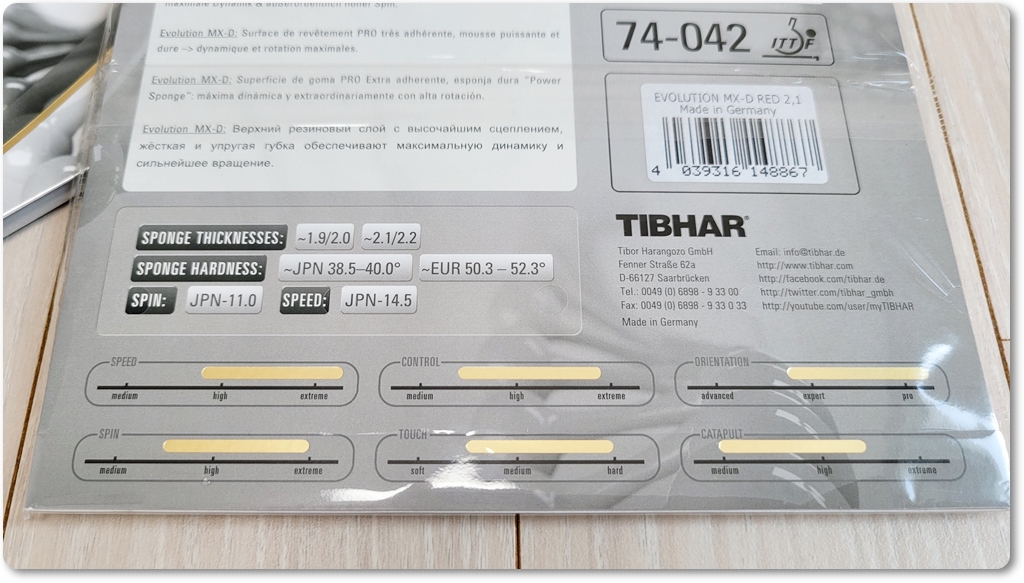 maximale Dynamik & außerordentlich hoher Spin.
Evolution MX-D: Surface de revêtement PRO très adhérente, mousse puissante et
dure –> dynamique et rotation maximales.
Evolution MX-D: Superficie de goma PRO Extra adherente, esponja dura "Power
Sponge": máxima dinámica y extraordinariamente con alta rotación.
Evolution MX-D: Верхний резиновый слой с высочайшим сцеплением,
жёсткая и упругая губка обеспечивают максимальную динамику и
сильнейшее вращение.
74-042 ITTF
EVOLUTION MX-D RED 2,1
Made in Germany
4 039316 148867
SPONGE THICKNESSES: ~1.9/2.0 ~2.1/2.2
SPONGE HARDNESS: ~JPN 38.5–40.0° ~EUR 50.3 – 52.3°
SPIN: JPN-11.0 SPEED: JPN-14.5
TIBHAR®
Tibor Harangozo GmbH
Fenner Straße 62a
D-66127 Saarbrücken
Tel.: 0049 (0) 6898 - 9 33 00
Fax: 0049 (0) 6898 - 9 33 0 33
Made in Germany
Email: info@tibhar.de
http://www.tibhar.com
http://facebook.com/tibhar.de
http://twitter.com/tibhar_gmbh
http://youtube.com/user/myTIBHAR
SPEED
medium high extreme
CONTROL
medium high extreme
ORIENTATION
advanced expert pro
SPIN
medium high extreme
TOUCH
soft medium hard
CATAPULT
medium high extreme